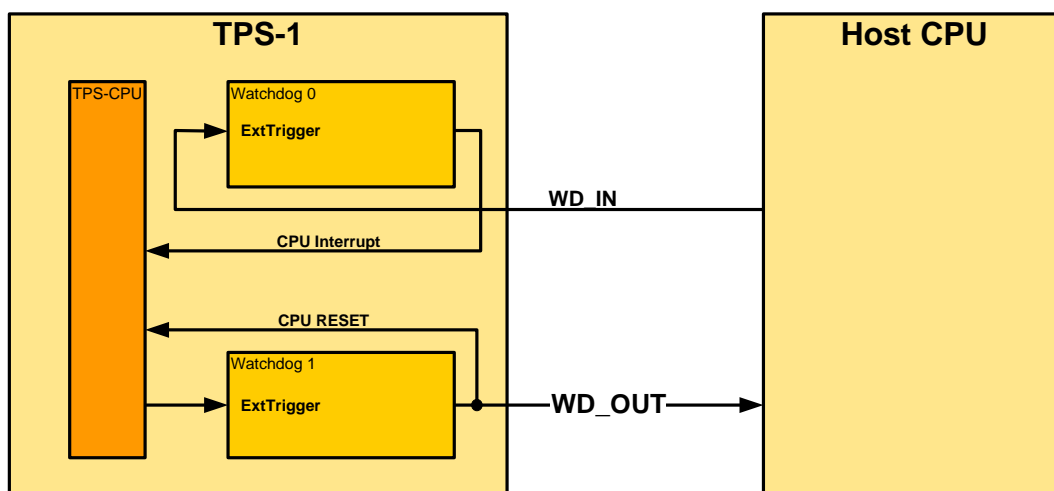 TPS-1
Host CPU
TPS-CPU
Watchdog 0
ExtTrigger
WD_IN
CPU Interrupt
CPU RESET
Watchdog 1
ExtTrigger
WD_OUT